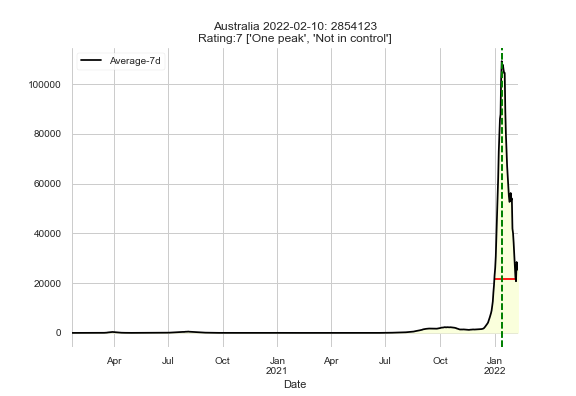 Australia 2022-02-10: 2854123
Rating:7 ['One peak', 'Not in control']
Average-7d
100000
80000
60000
40000
20000
0
Apr Jul Oct Jan Apr Jul Oct Jan
2021 2022
Date